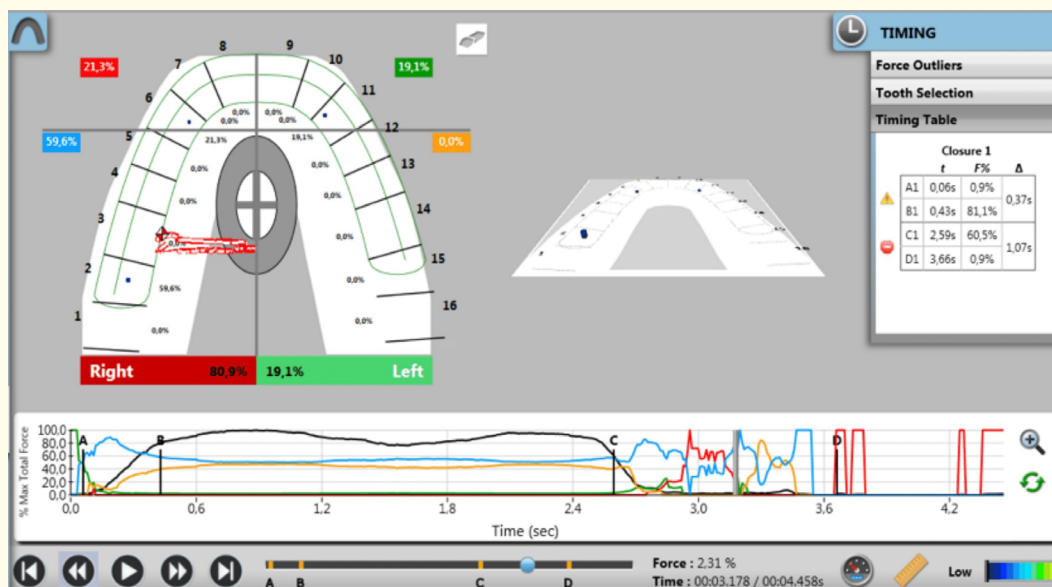 TIMING
Force Outliers
Tooth Selection
Timing Table
Closure 1
t F% Δ
A1 0,06s 0,9% 0,37s
B1 0,43s 81,1%
C1 2,59s 60,5% 1,07s
D1 3,66s 0,9%
21,3% 19,1%
59,6% 0,0%
8 9
7 10
6 11
5 12
4 13
3 14
2 15
1 16
0,0% 0,0% 0,0%
0,0% 0,0%
21,3% 19,1%
0,0% 0,0%
0,0% 0,0%
0,0% 0,0%
59,6%
0,0% 0,0%
Right 80,9% 19,1% Left
% Max Total Force
100.0
80.0
60.0
40.0
20.0
0.0
A B C D
0.0 0.6 1.2 1.8 2.4 3.0 3.6 4.2
Time (sec)
A B C D
Force : 2,31 %
Time : 00:03.178 / 00:04.458s
Low